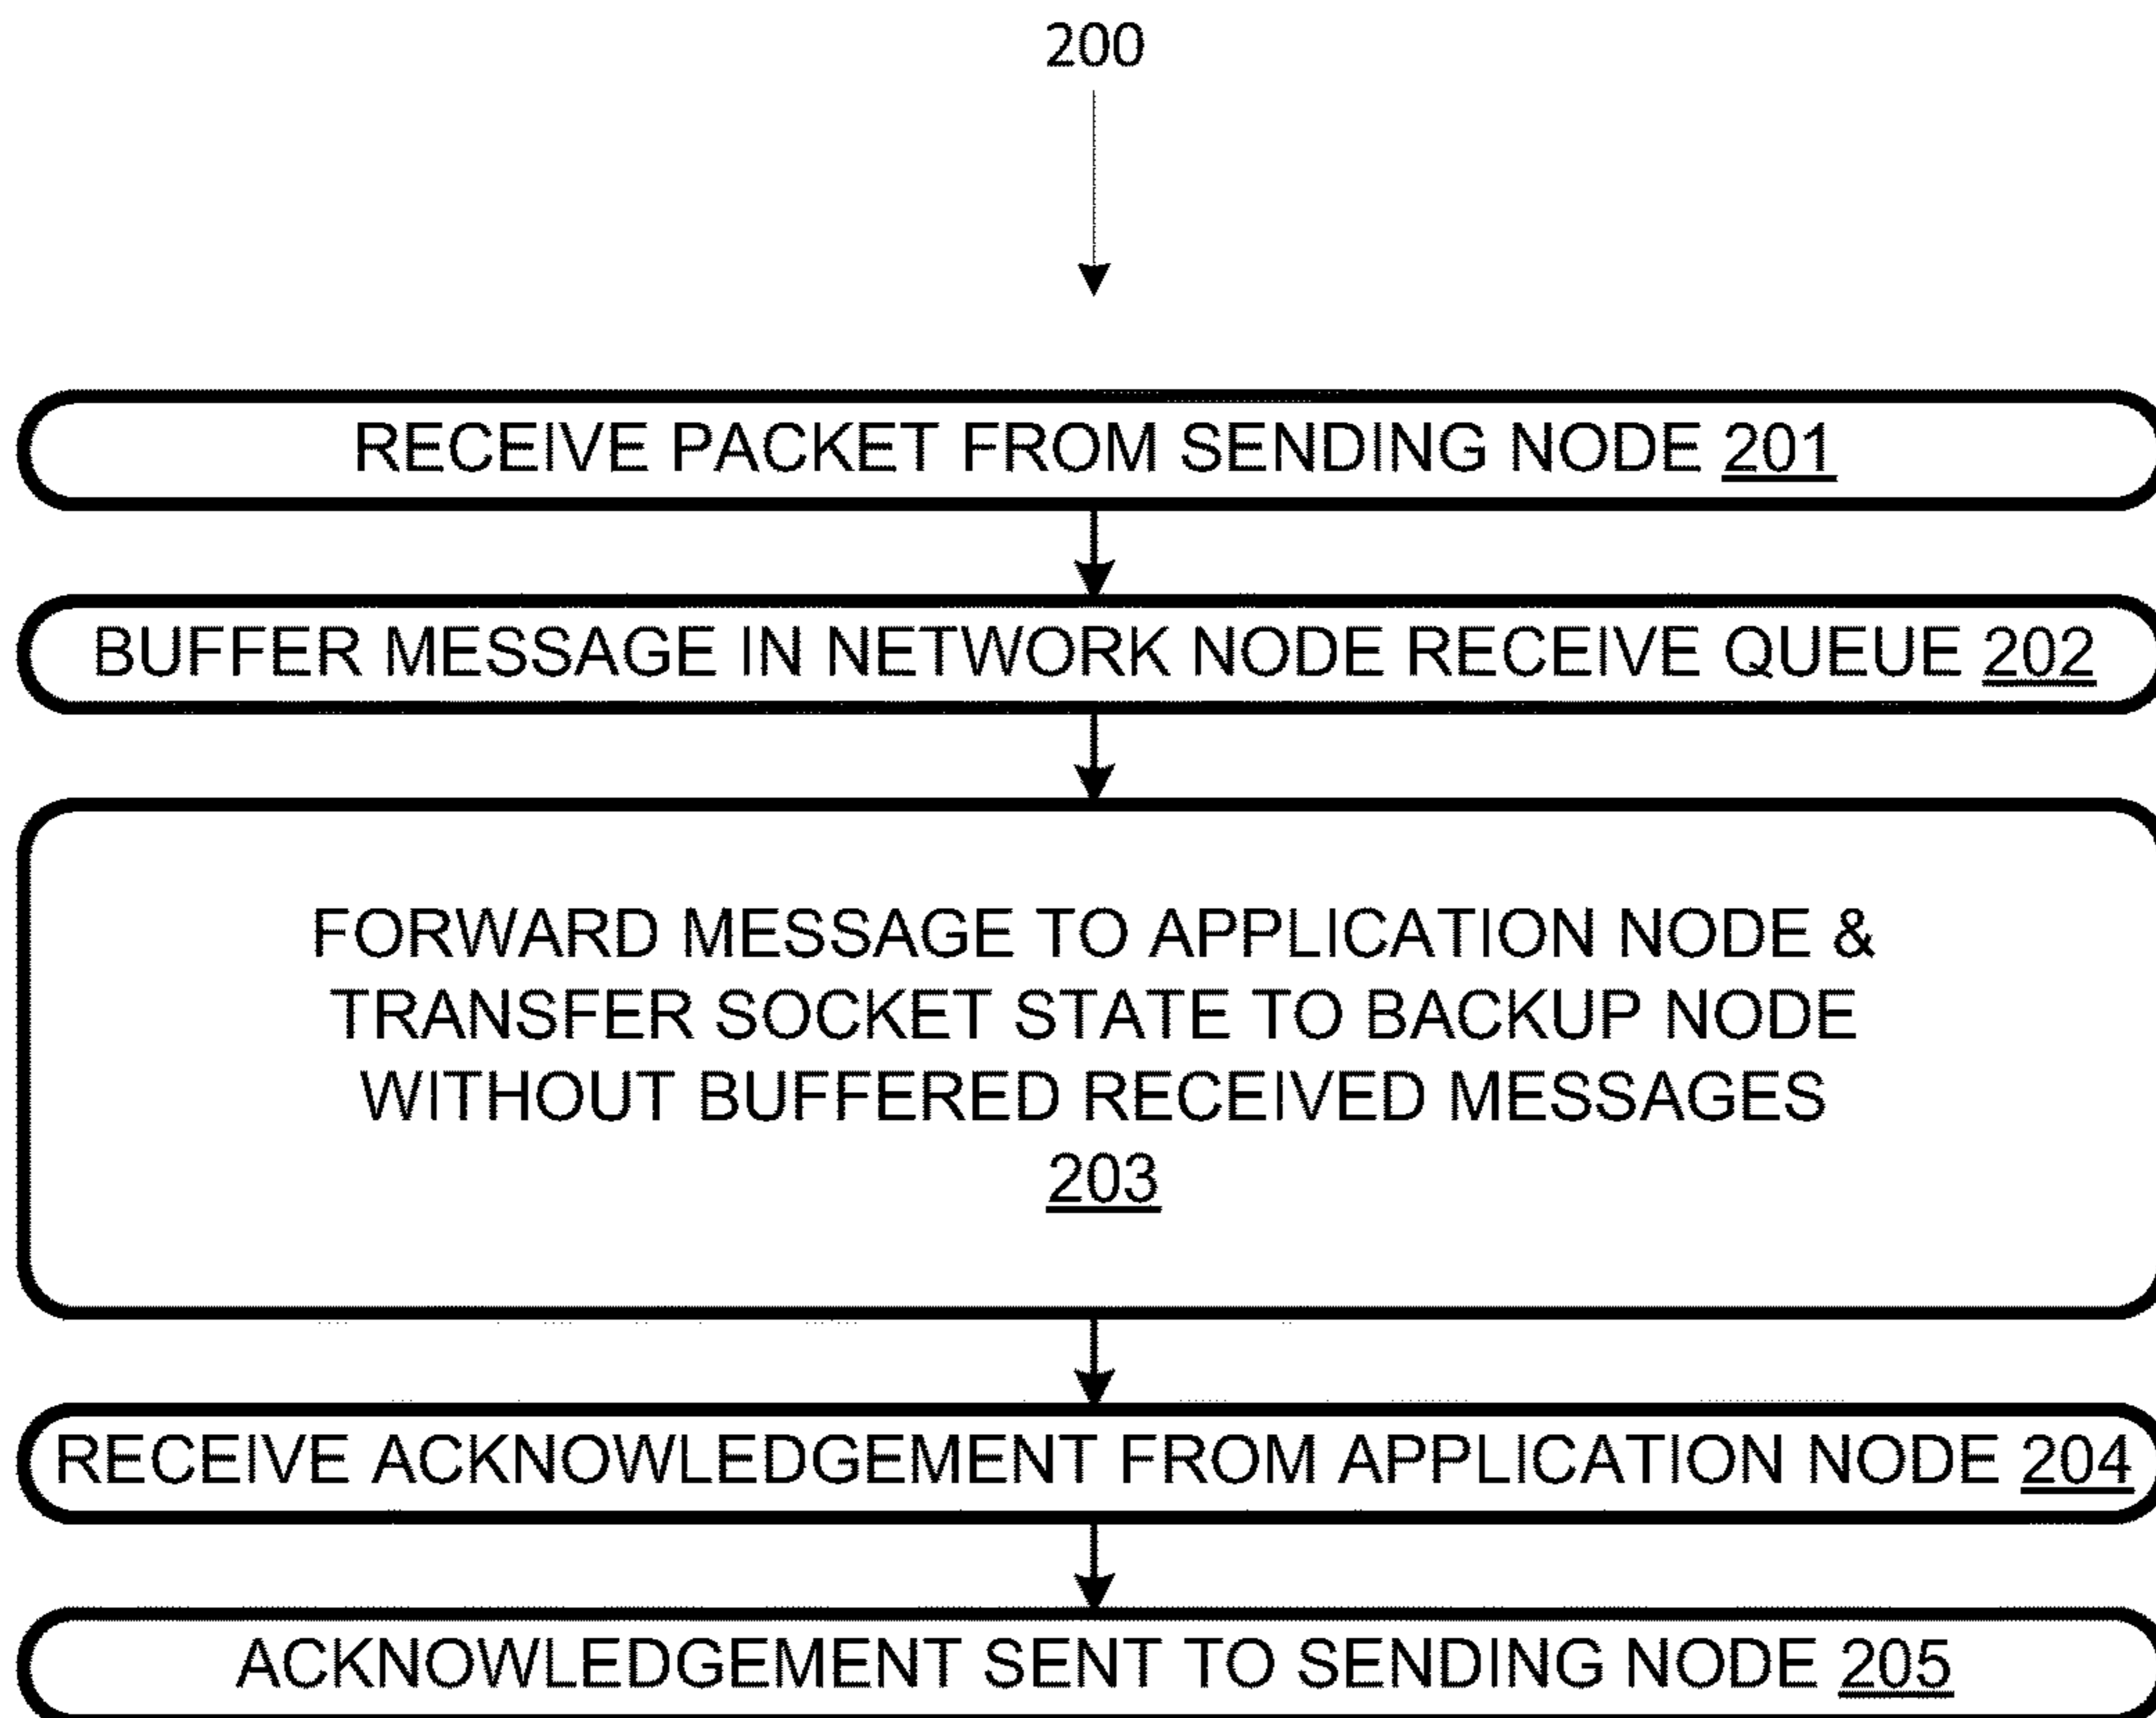 200
RECEIVE PACKET FROM SENDING NODE 201
BUFFER MESSAGE IN NETWORK NODE RECEIVE QUEUE 202
FORWARD MESSAGE TO APPLICATION NODE &
TRANSFER SOCKET STATE TO BACKUP NODE
WITHOUT BUFFERED RECEIVED MESSAGES
203
RECEIVE ACKNOWLEDGEMENT FROM APPLICATION NODE 204
ACKNOWLEDGEMENT SENT TO SENDING NODE 205